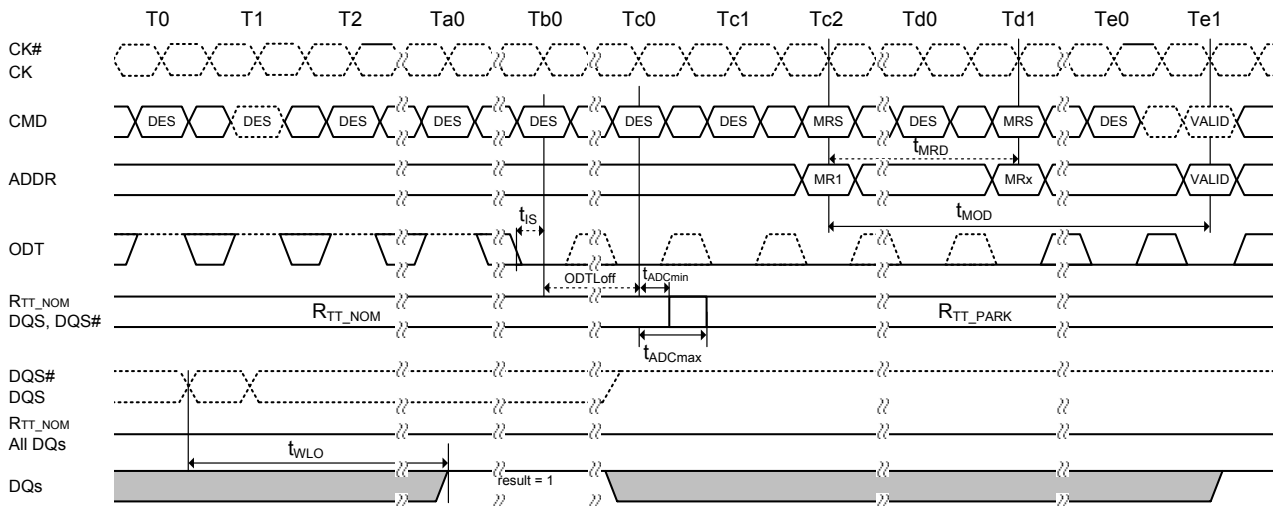 T0 T1 T2 Ta0 Tb0 Tc0 Tc1 Tc2 Td0 Td1 Te0 Te1
CK#
CK
CMD DES DES DES DES DES DES DES MRS DES MRS DES VALID
tMRD
ADDR MR1 MRx VALID
tIS tMOD
ODT
ODTLoff tADCmin
RTT_NOM
DQS, DQS# RTT_NOM RTT_PARK
tADCmax
DQS#
DQS
RTT_NOM
All DQs
tWLO
DQs result = 1